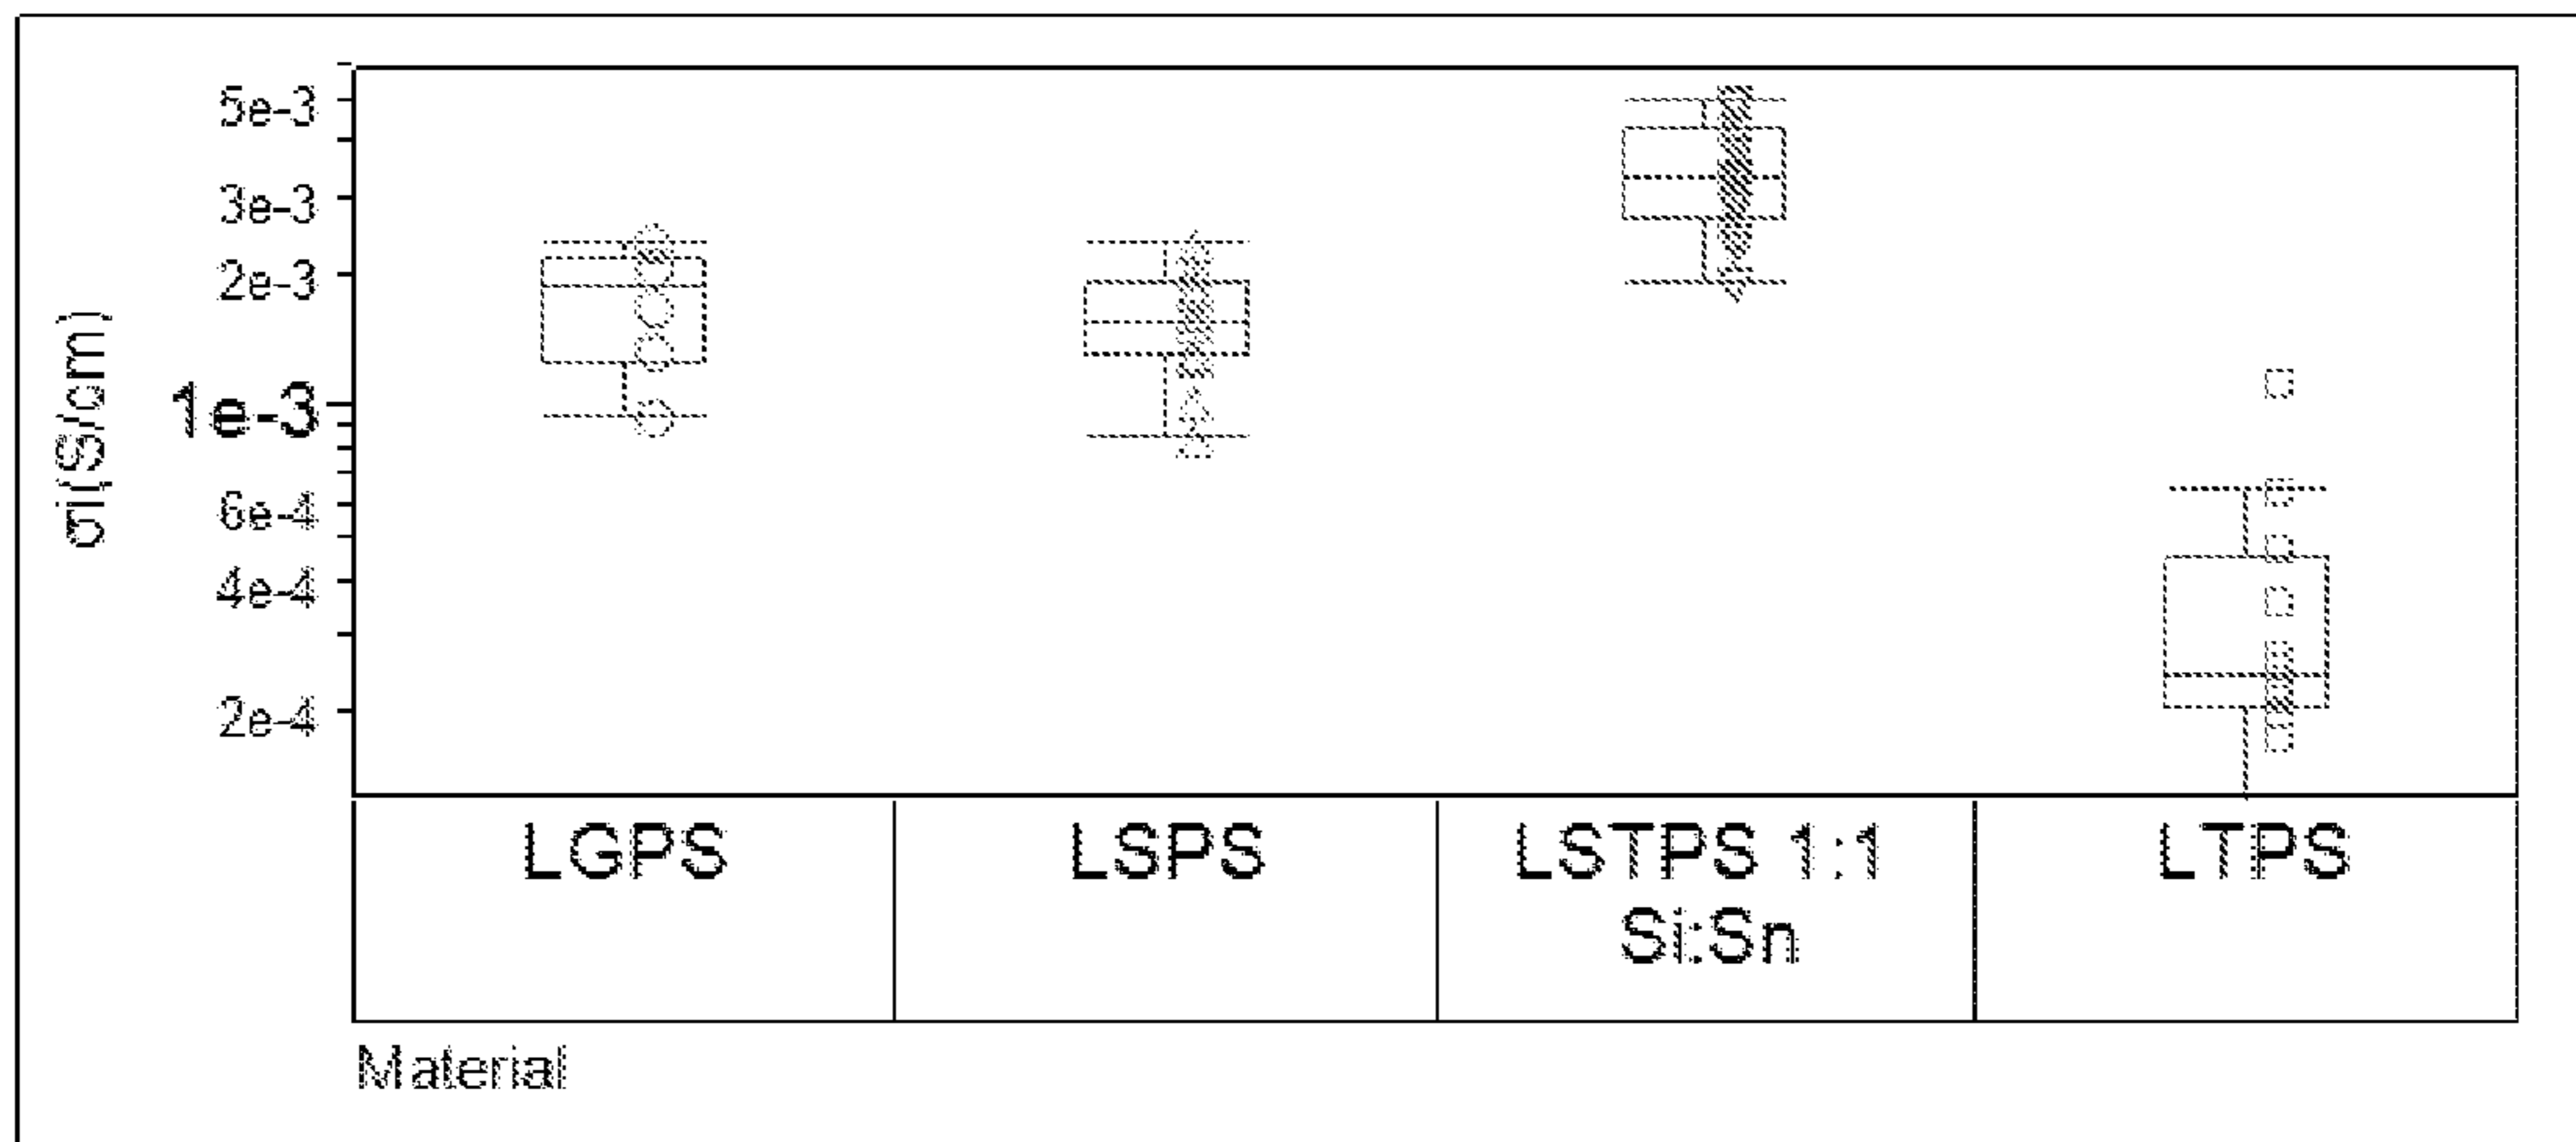 5e-3
3e-3
2e-3
1e-3
6e-4
4e-4
2e-4
σi(S/cm)
LGPS
LSPS
LSTPS 1:1
Si:Sn
LTPS
Material